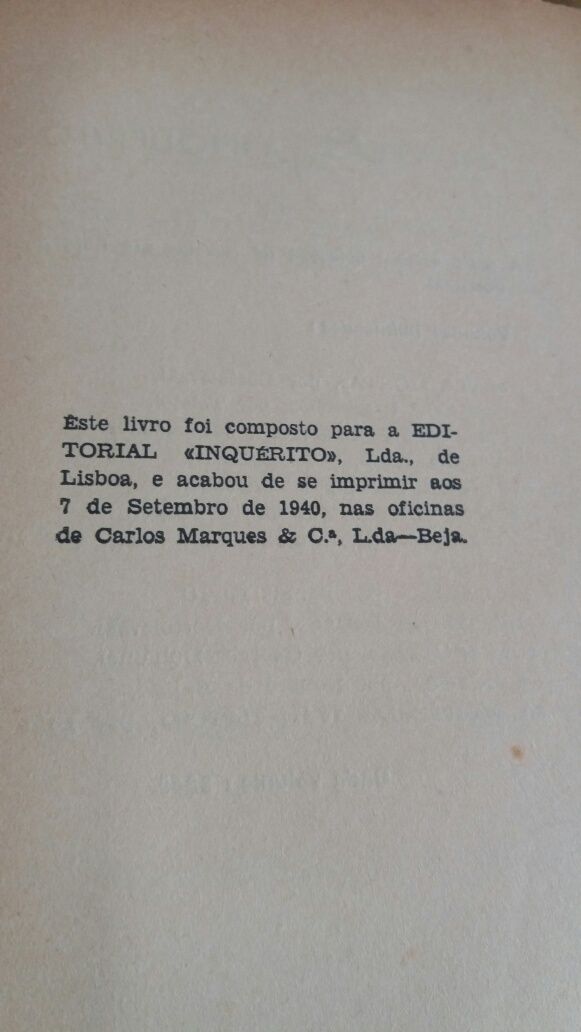 Êste livro foi composto para a EDI-
TORIAL «INQUÉRITO», Lda., de
Lisboa, e acabou de se imprimir aos
7 de Setembro de 1940, nas oficinas
de Carlos Marques & C.ª, L.da—Beja.